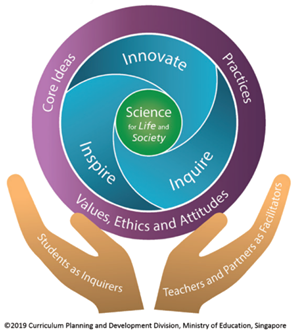 Core Ideas
Practices
Values, Ethics and Attitudes
Innovate
Inquire
Inspire
Science
for Life and
Society
Students as Inquirers
Teachers and Partners as Facilitators
©2019 Curriculum Planning and Development Division, Ministry of Education, Singapore